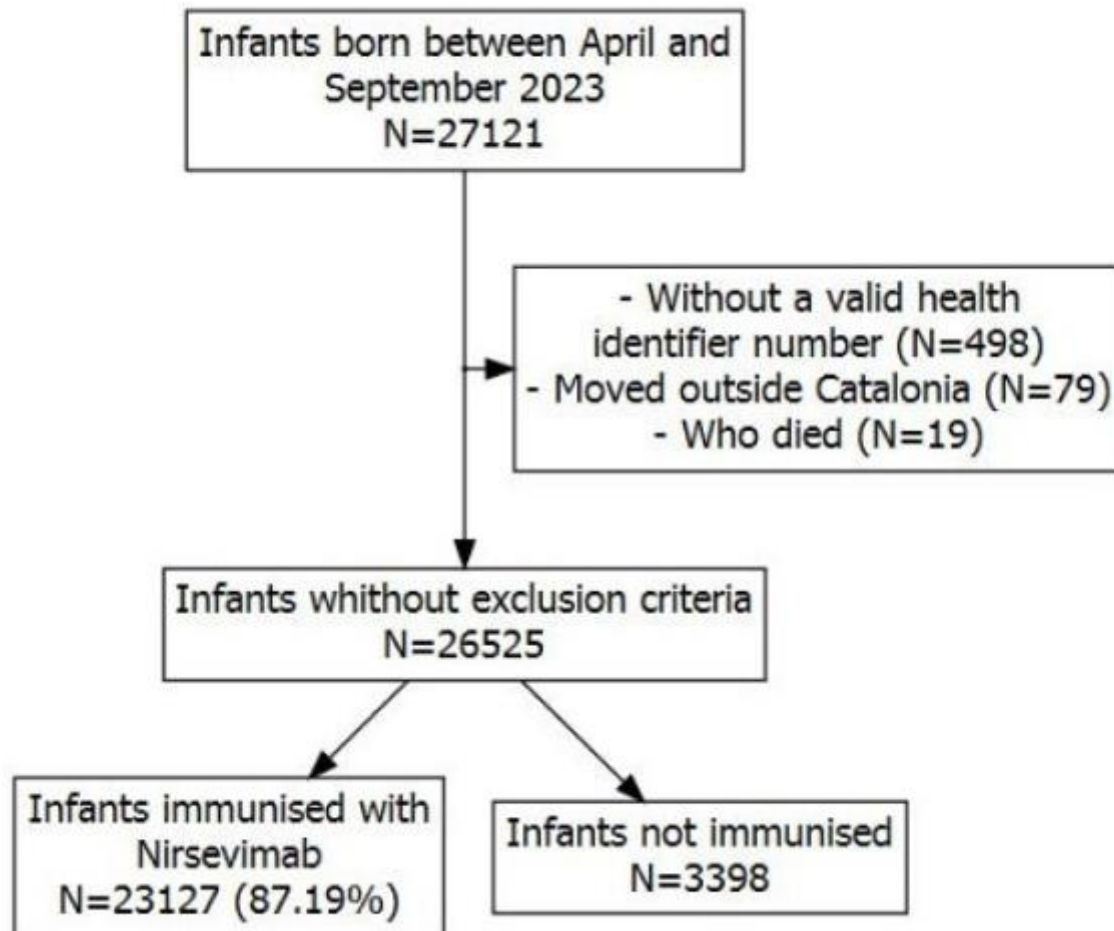 Infants born between April and
September 2023
N=27121
- Without a valid health
identifier number (N=498)
- Moved outside Catalonia (N=79)
- Who died (N=19)
Infants whithout exclusion criteria
N=26525
Infants immunised with
Nirsevimab
N=23127 (87.19%)
Infants not immunised
N=3398